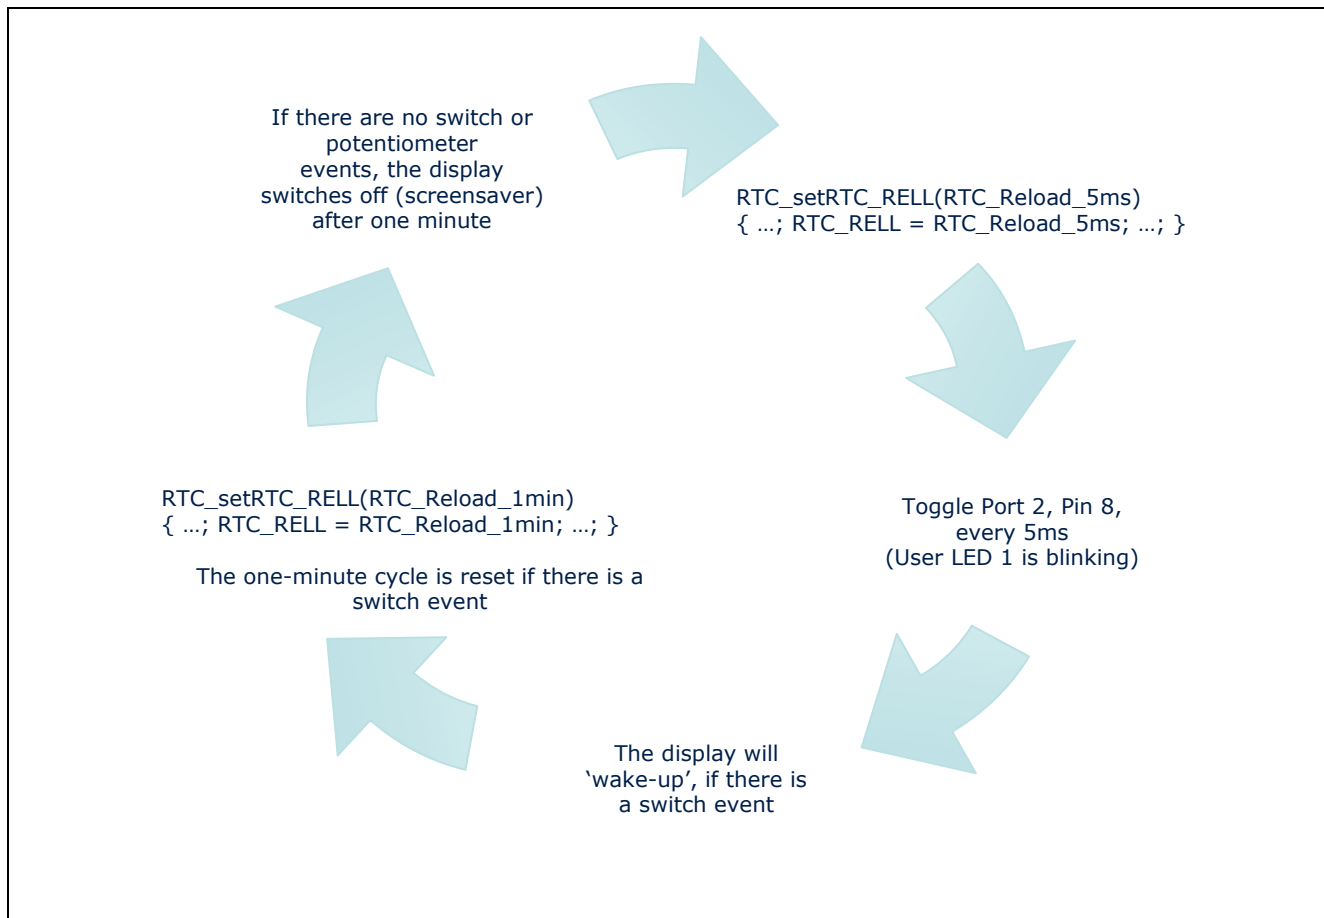 If there are no switch or
potentiometer
events, the display
switches off (screensaver)
after one minute
RTC_setRTC_RELL(RTC_Reload_5ms)
{ …; RTC_RELL = RTC_Reload_5ms; …; }
Toggle Port 2, Pin 8,
every 5ms
(User LED 1 is blinking)
The display will
‘wake-up’, if there is
a switch event
RTC_setRTC_RELL(RTC_Reload_1min)
{ …; RTC_RELL = RTC_Reload_1min; …; }
The one-minute cycle is reset if there is a
switch event